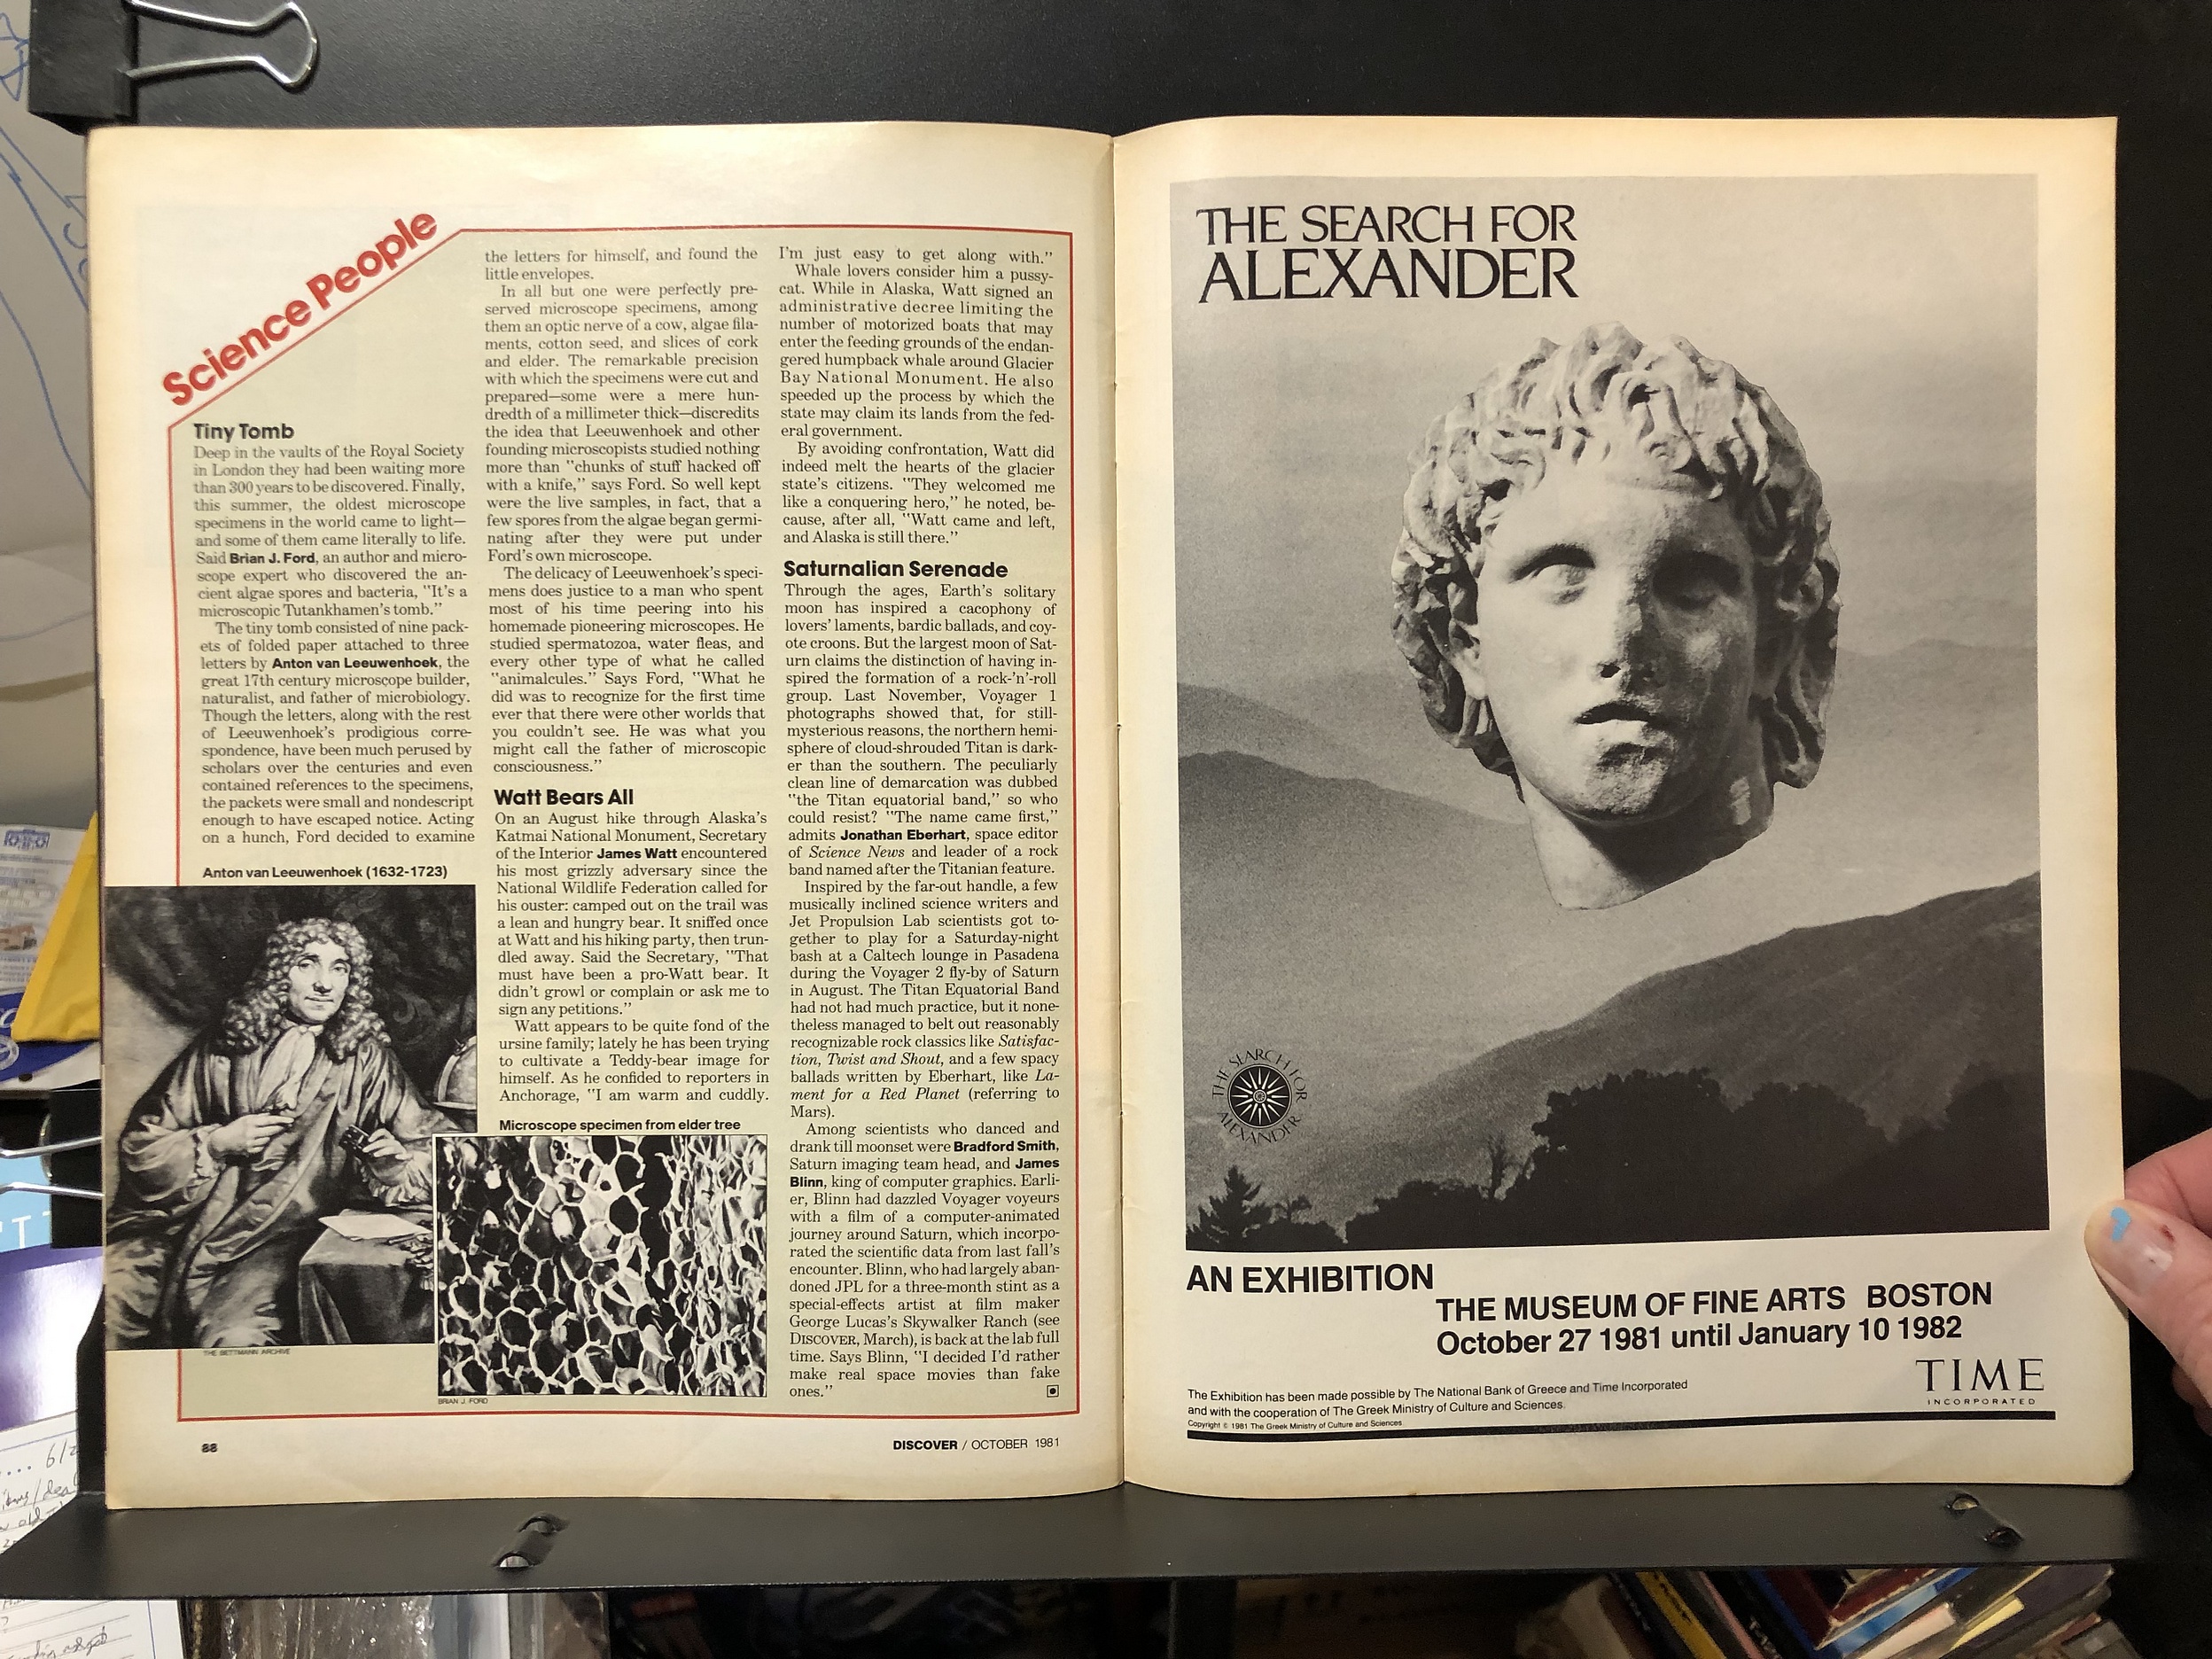 Science People
Tiny Tomb
Deep in the vaults of the Royal Society
in London they had been waiting more
than 300 years to be discovered. Finally,
this summer, the oldest microscope
specimens in the world came to light—
and some of them came literally to life.
Said Brian J. Ford, an author and micro-
scope expert who discovered the an-
cient algae spores and bacteria, "It's a
microscopic Tutankhamen's tomb."
The tiny tomb consisted of nine pack-
ets of folded paper attached to three
letters by Anton van Leeuwenhoek, the
great 17th century microscope builder,
naturalist, and father of microbiology.
Though the letters, along with the rest
of Leeuwenhoek's prodigious corre-
spondence, have been much perused by
scholars over the centuries and even
contained references to the specimens,
the packets were small and nondescript
enough to have escaped notice. Acting
on a hunch, Ford decided to examine
Anton van Leeuwenhoek (1632-1723)
THE BETTMANN ARCHIVE
the letters for himself, and found the
little envelopes.
In all but one were perfectly pre-
served microscope specimens, among
them an optic nerve of a cow, algae fila-
ments, cotton seed, and slices of cork
and elder. The remarkable precision
with which the specimens were cut and
prepared—some were a mere hun-
dredth of a millimeter thick—discredits
the idea that Leeuwenhoek and other
founding microscopists studied nothing
more than "chunks of stuff hacked off
with a knife," says Ford. So well kept
were the live samples, in fact, that a
few spores from the algae began germi-
nating after they were put under
Ford's own microscope.
The delicacy of Leeuwenhoek's speci-
mens does justice to a man who spent
most of his time peering into his
homemade pioneering microscopes. He
studied spermatozoa, water fleas, and
every other type of what he called
"animalcules." Says Ford, "What he
did was to recognize for the first time
ever that there were other worlds that
you couldn't see. He was what you
might call the father of microscopic
consciousness."
Watt Bears All
On an August hike through Alaska's
Katmai National Monument, Secretary
of the Interior James Watt encountered
his most grizzly adversary since the
National Wildlife Federation called for
his ouster: camped out on the trail was
a lean and hungry bear. It sniffed once
at Watt and his hiking party, then trun-
dled away. Said the Secretary, "That
must have been a pro-Watt bear. It
didn't growl or complain or ask me to
sign any petitions."
Watt appears to be quite fond of the
ursine family; lately he has been trying
to cultivate a Teddy-bear image for
himself. As he confided to reporters in
Anchorage, "I am warm and cuddly.
Microscope specimen from elder tree
BRIAN J. FORD
I'm just easy to get along with."
Whale lovers consider him a pussy-
cat. While in Alaska, Watt signed an
administrative decree limiting the
number of motorized boats that may
enter the feeding grounds of the endan-
gered humpback whale around Glacier
Bay National Monument. He also
speeded up the process by which the
state may claim its lands from the fed-
eral government.
By avoiding confrontation, Watt did
indeed melt the hearts of the glacier
state's citizens. "They welcomed me
like a conquering hero," he noted, be-
cause, after all, "Watt came and left,
and Alaska is still there."
Saturnalian Serenade
Through the ages, Earth's solitary
moon has inspired a cacophony of
lovers' laments, bardic ballads, and coy-
ote croons. But the largest moon of Sat-
urn claims the distinction of having in-
spired the formation of a rock-'n'-roll
group. Last November, Voyager 1
photographs showed that, for still-
mysterious reasons, the northern hemi-
sphere of cloud-shrouded Titan is dark-
er than the southern. The peculiarly
clean line of demarcation was dubbed
"the Titan equatorial band," so who
could resist? "The name came first,"
admits Jonathan Eberhart, space editor
of Science News and leader of a rock
band named after the Titanian feature.
Inspired by the far-out handle, a few
musically inclined science writers and
Jet Propulsion Lab scientists got to-
gether to play for a Saturday-night
bash at a Caltech lounge in Pasadena
during the Voyager 2 fly-by of Saturn
in August. The Titan Equatorial Band
had not had much practice, but it none-
theless managed to belt out reasonably
recognizable rock classics like Satisfac-
tion, Twist and Shout, and a few spacy
ballads written by Eberhart, like La-
ment for a Red Planet (referring to
Mars).
Among scientists who danced and
drank till moonset were Bradford Smith,
Saturn imaging team head, and James
Blinn, king of computer graphics. Earli-
er, Blinn had dazzled Voyager voyeurs
with a film of a computer-animated
journey around Saturn, which incorpo-
rated the scientific data from last fall's
encounter. Blinn, who had largely aban-
doned JPL for a three-month stint as a
special-effects artist at film maker
George Lucas's Skywalker Ranch (see
DISCOVER, March), is back at the lab full
time. Says Blinn, "I decided I'd rather
make real space movies than fake
ones."
88
DISCOVER / OCTOBER 1981
THE SEARCH FOR
ALEXANDER
THE SEARCH FOR
ALEXANDER
AN EXHIBITION
THE MUSEUM OF FINE ARTS BOSTON
October 27 1981 until January 10 1982
The Exhibition has been made possible by The National Bank of Greece and Time Incorporated
and with the cooperation of The Greek Ministry of Culture and Sciences.
Copyright © 1981 The Greek Ministry of Culture and Sciences
TIME
INCORPORATED